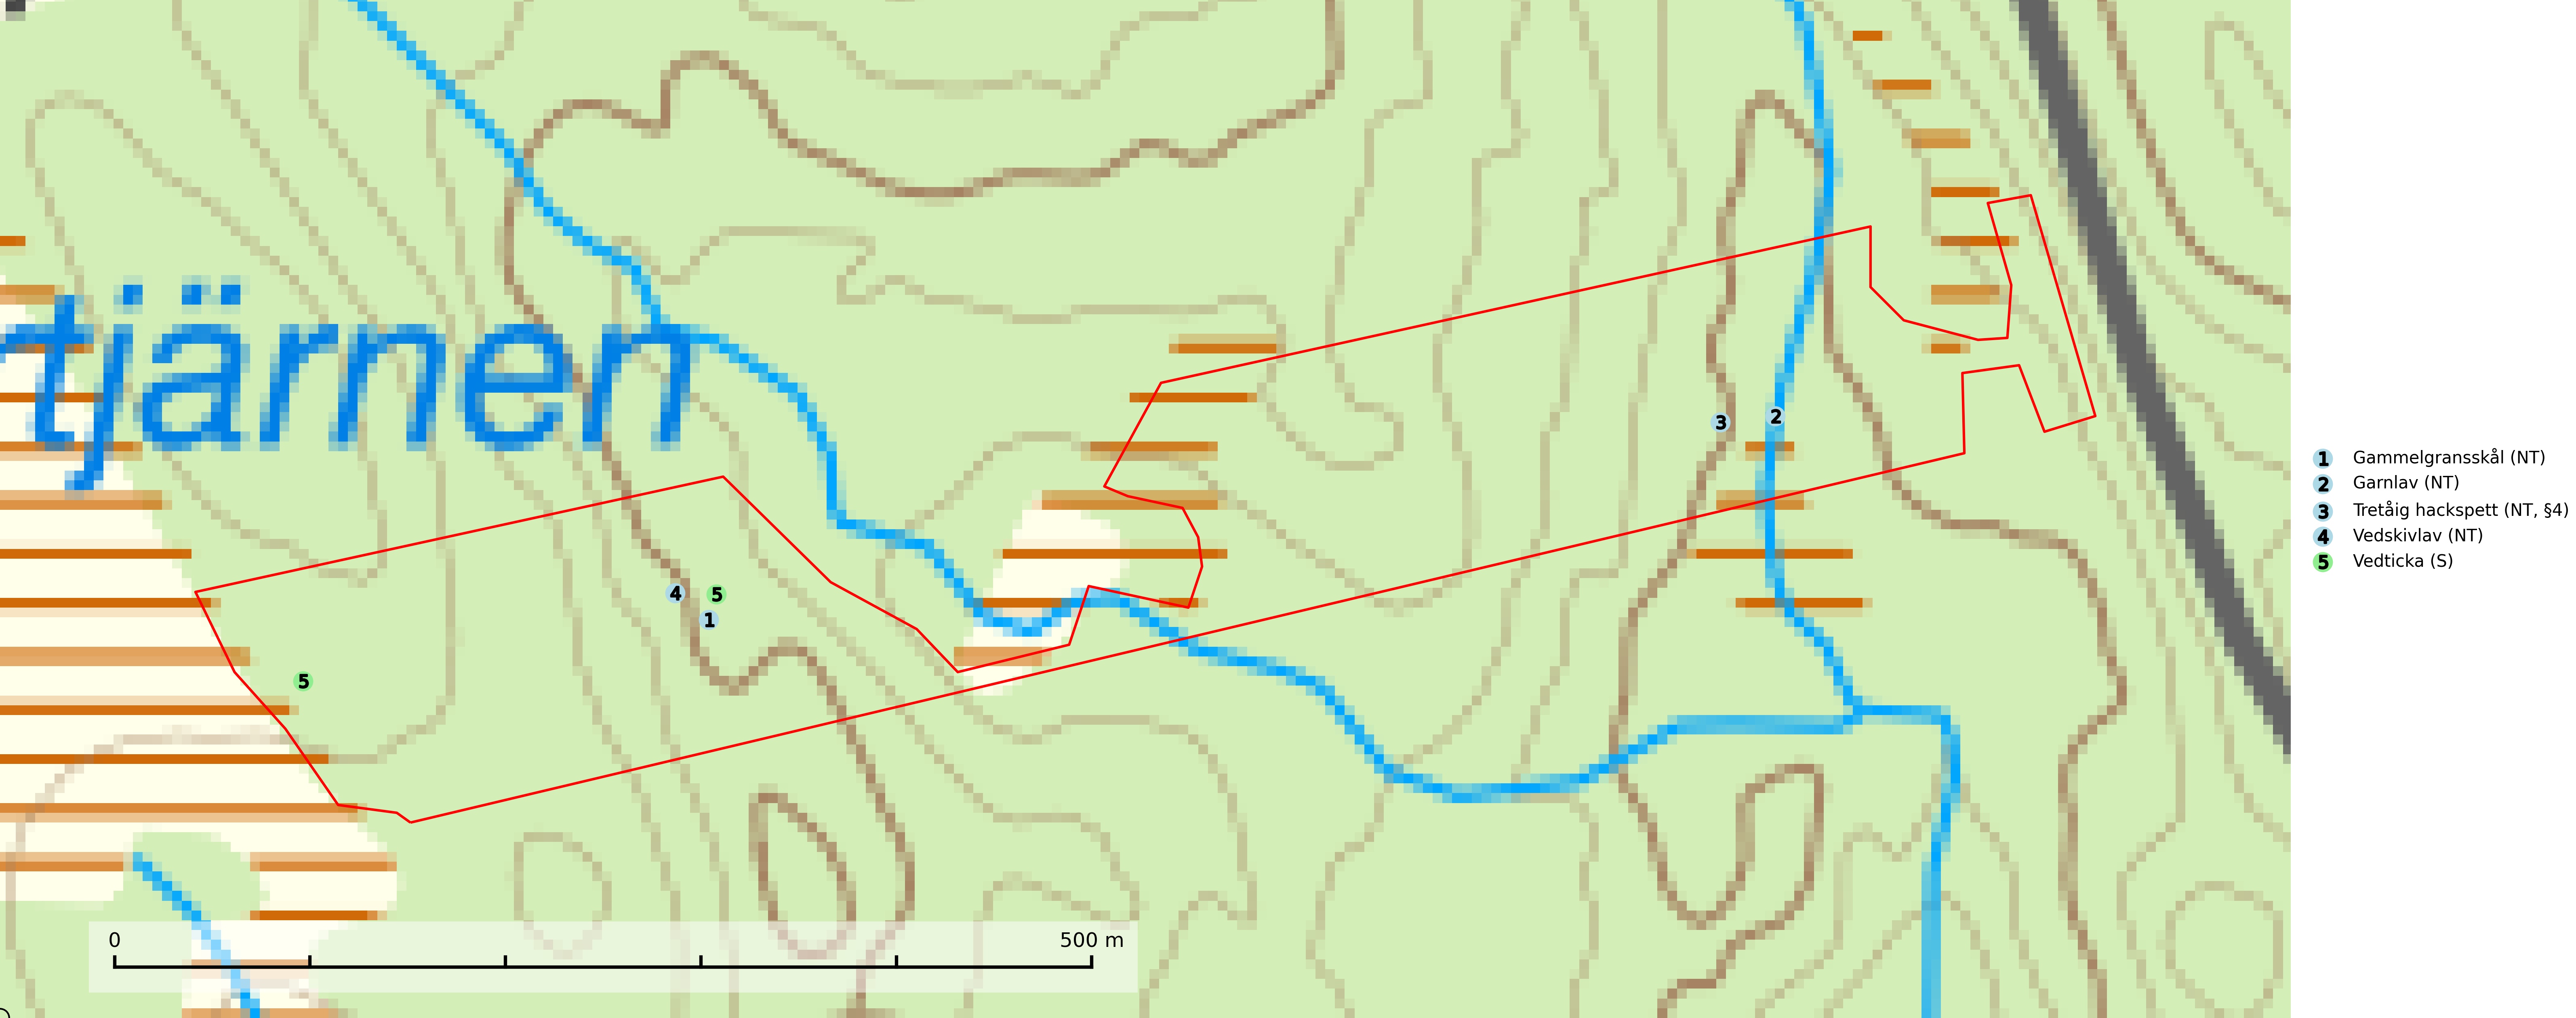 tjärnen
3
2
4
5
1
5
0
500 m
1 Gammelgransskål (NT)
2 Garnlav (NT)
3 Tretåig hackspett (NT, §4)
4 Vedskivlav (NT)
5 Vedticka (S)